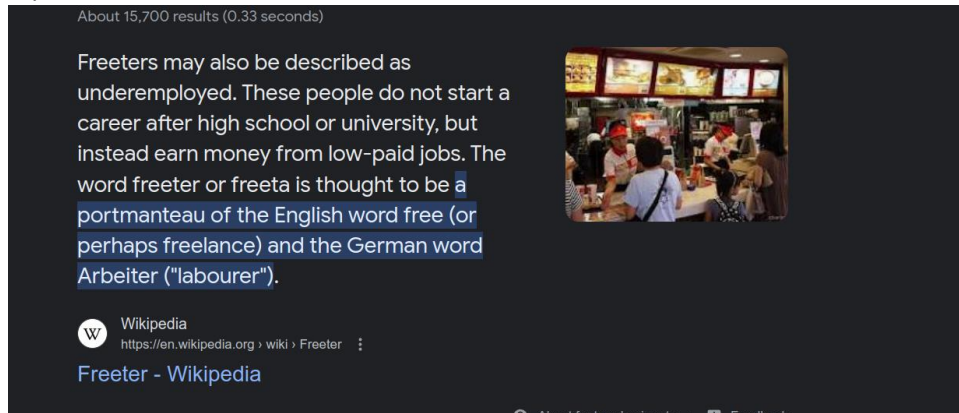 About 15,700 results (0.33 seconds)
Freeters may also be described as
underemployed. These people do not start a
career after high school or university, but
instead earn money from low-paid jobs. The
word freeter or freeta is thought to be a
portmanteau of the English word free (or
perhaps freelance) and the German word
Arbeiter ("labourer").
W
Wikipedia
https://en.wikipedia.org › wiki › Freeter
Freeter - Wikipedia